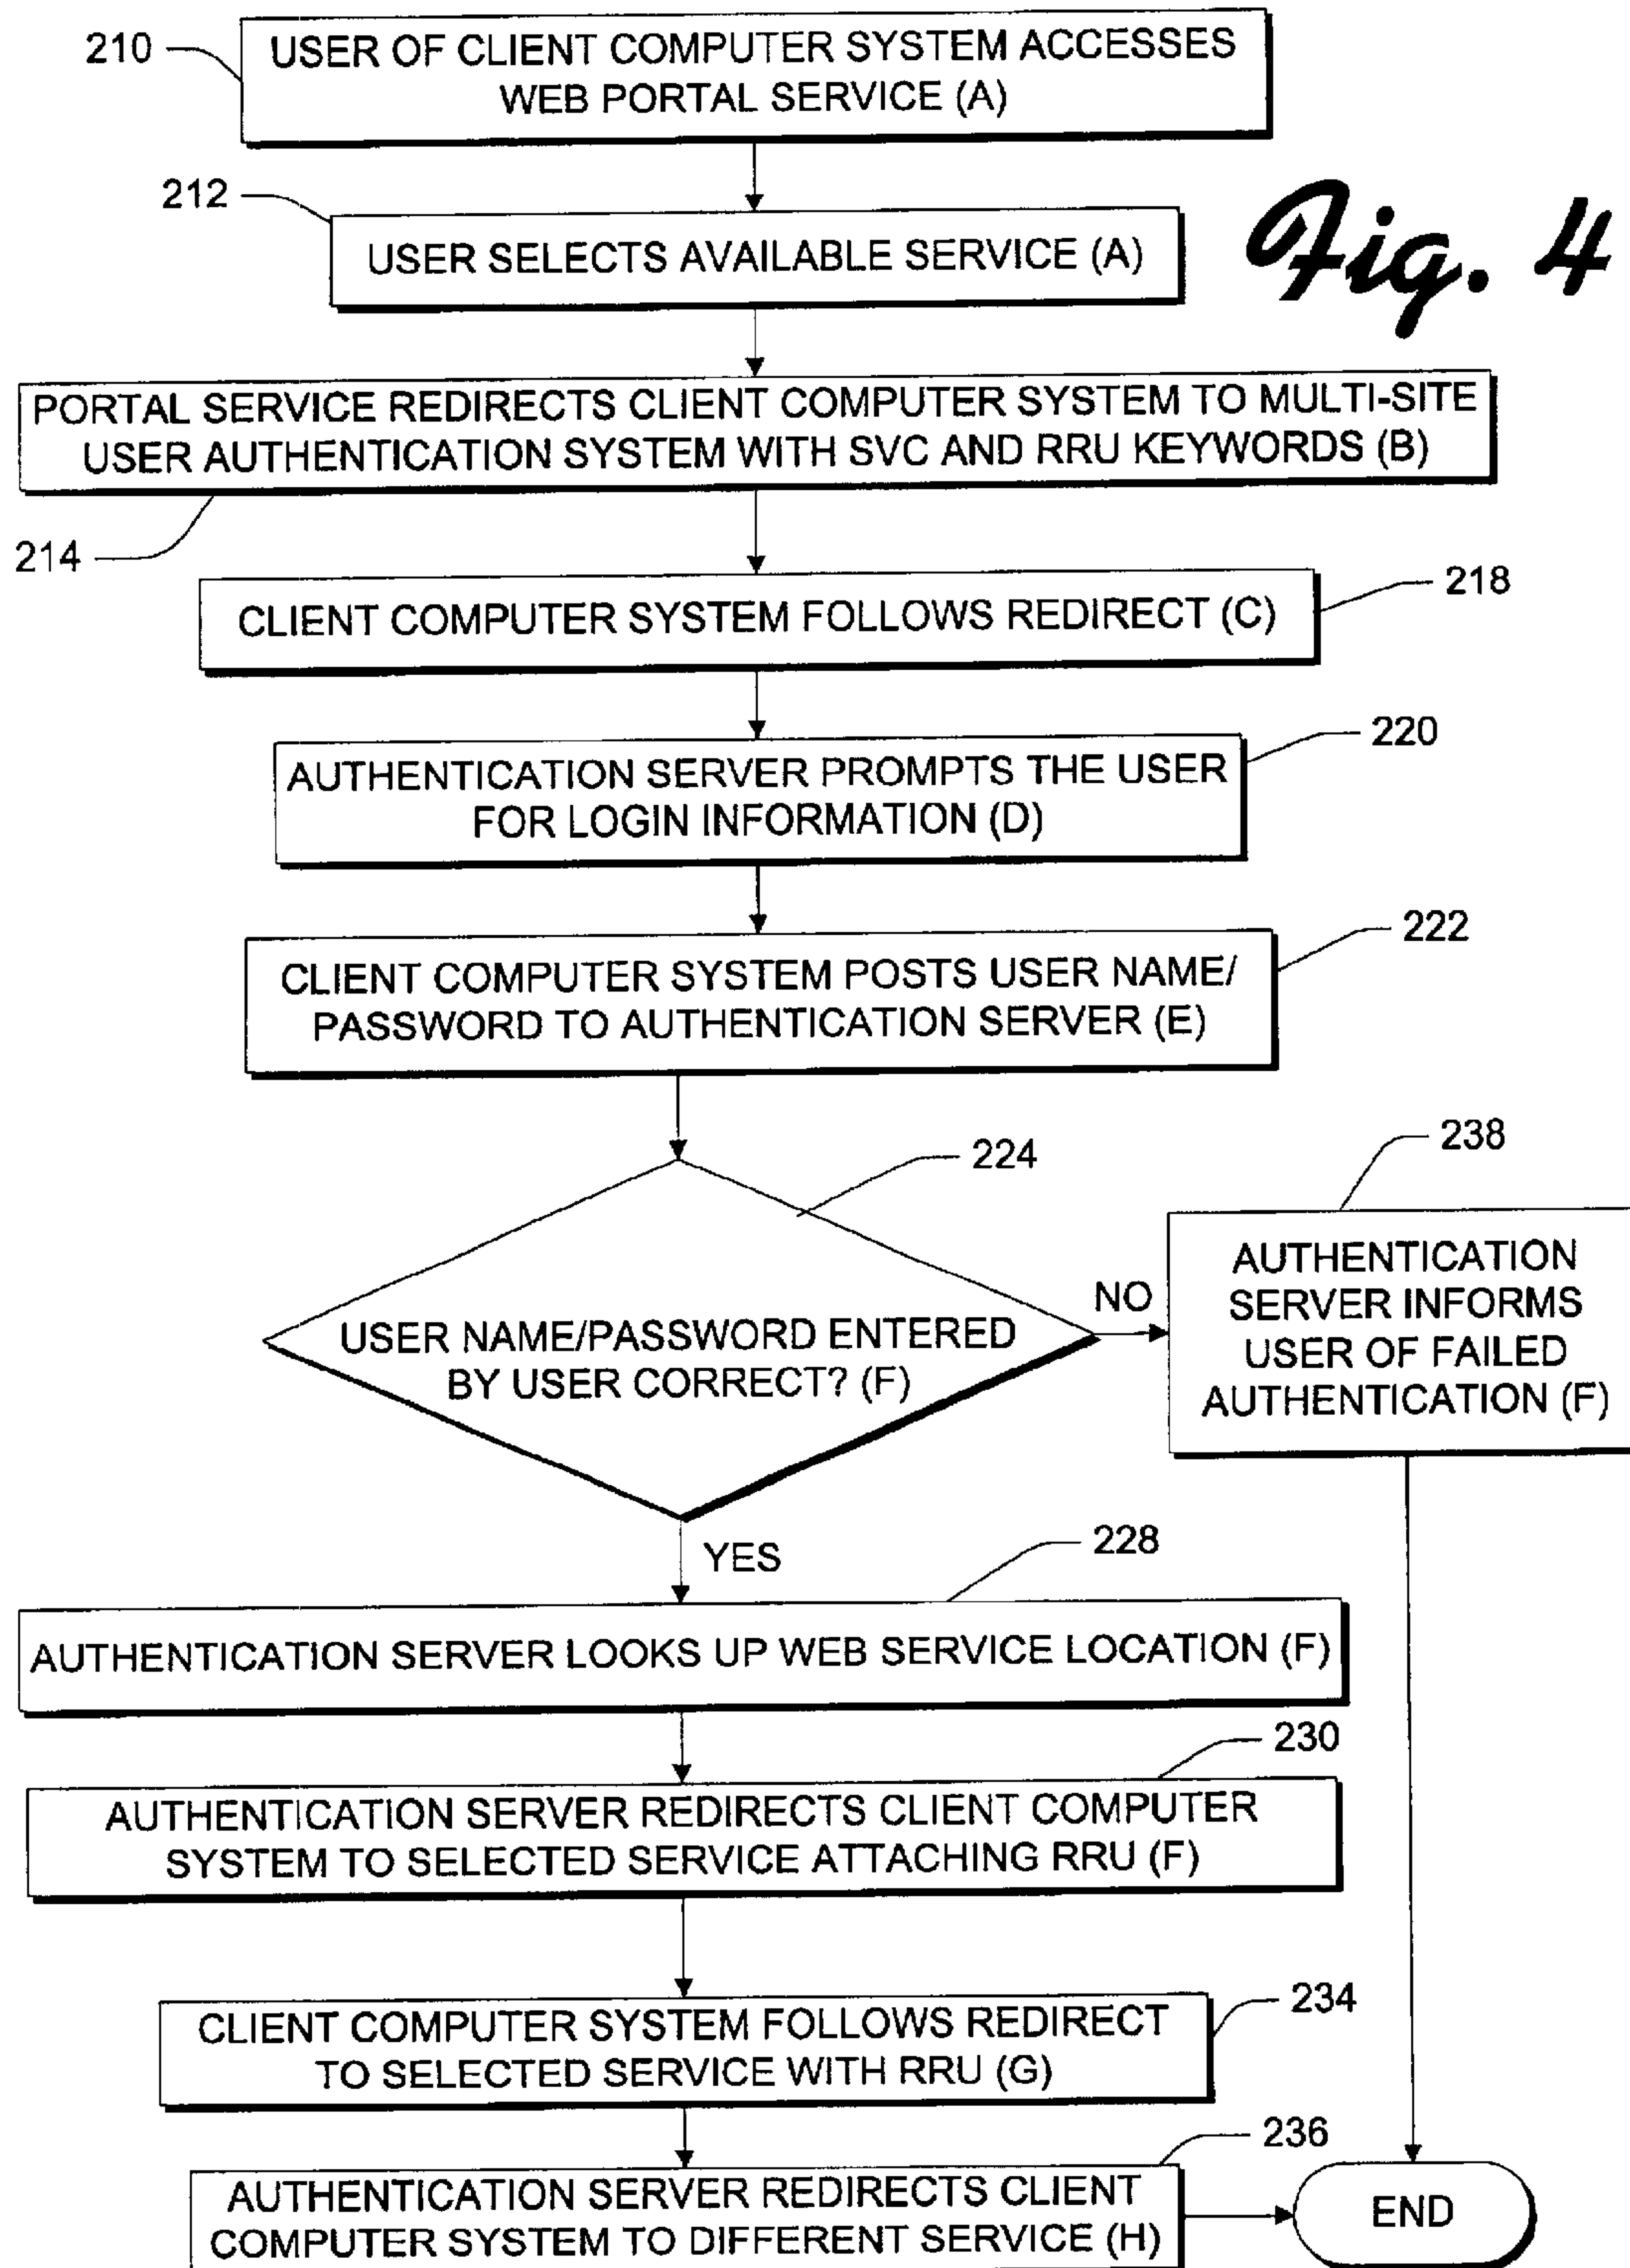 210
USER OF CLIENT COMPUTER SYSTEM ACCESSES
WEB PORTAL SERVICE (A)
212
USER SELECTS AVAILABLE SERVICE (A)
Fig. 4
PORTAL SERVICE REDIRECTS CLIENT COMPUTER SYSTEM TO MULTI-SITE
USER AUTHENTICATION SYSTEM WITH SVC AND RRU KEYWORDS (B)
214
218
CLIENT COMPUTER SYSTEM FOLLOWS REDIRECT (C)
220
AUTHENTICATION SERVER PROMPTS THE USER
FOR LOGIN INFORMATION (D)
222
CLIENT COMPUTER SYSTEM POSTS USER NAME/
PASSWORD TO AUTHENTICATION SERVER (E)
224
USER NAME/PASSWORD ENTERED
BY USER CORRECT? (F)
NO
238
AUTHENTICATION
SERVER INFORMS
USER OF FAILED
AUTHENTICATION (F)
YES
228
AUTHENTICATION SERVER LOOKS UP WEB SERVICE LOCATION (F)
230
AUTHENTICATION SERVER REDIRECTS CLIENT COMPUTER
SYSTEM TO SELECTED SERVICE ATTACHING RRU (F)
234
CLIENT COMPUTER SYSTEM FOLLOWS REDIRECT
TO SELECTED SERVICE WITH RRU (G)
236
AUTHENTICATION SERVER REDIRECTS CLIENT
COMPUTER SYSTEM TO DIFFERENT SERVICE (H)
END